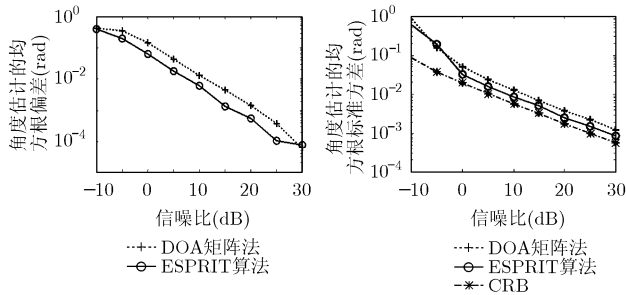 10^0
10^-2
10^-4
-10 0 10 20 30
角度估计的均
方根偏差(rad)
信噪比(dB)
DOA矩阵法
ESPRIT算法
10^0
10^-1
10^-2
10^-3
10^-4
-10 0 10 20 30
角度估计的均
方根标准方差(rad)
信噪比(dB)
DOA矩阵法
ESPRIT算法
CRB